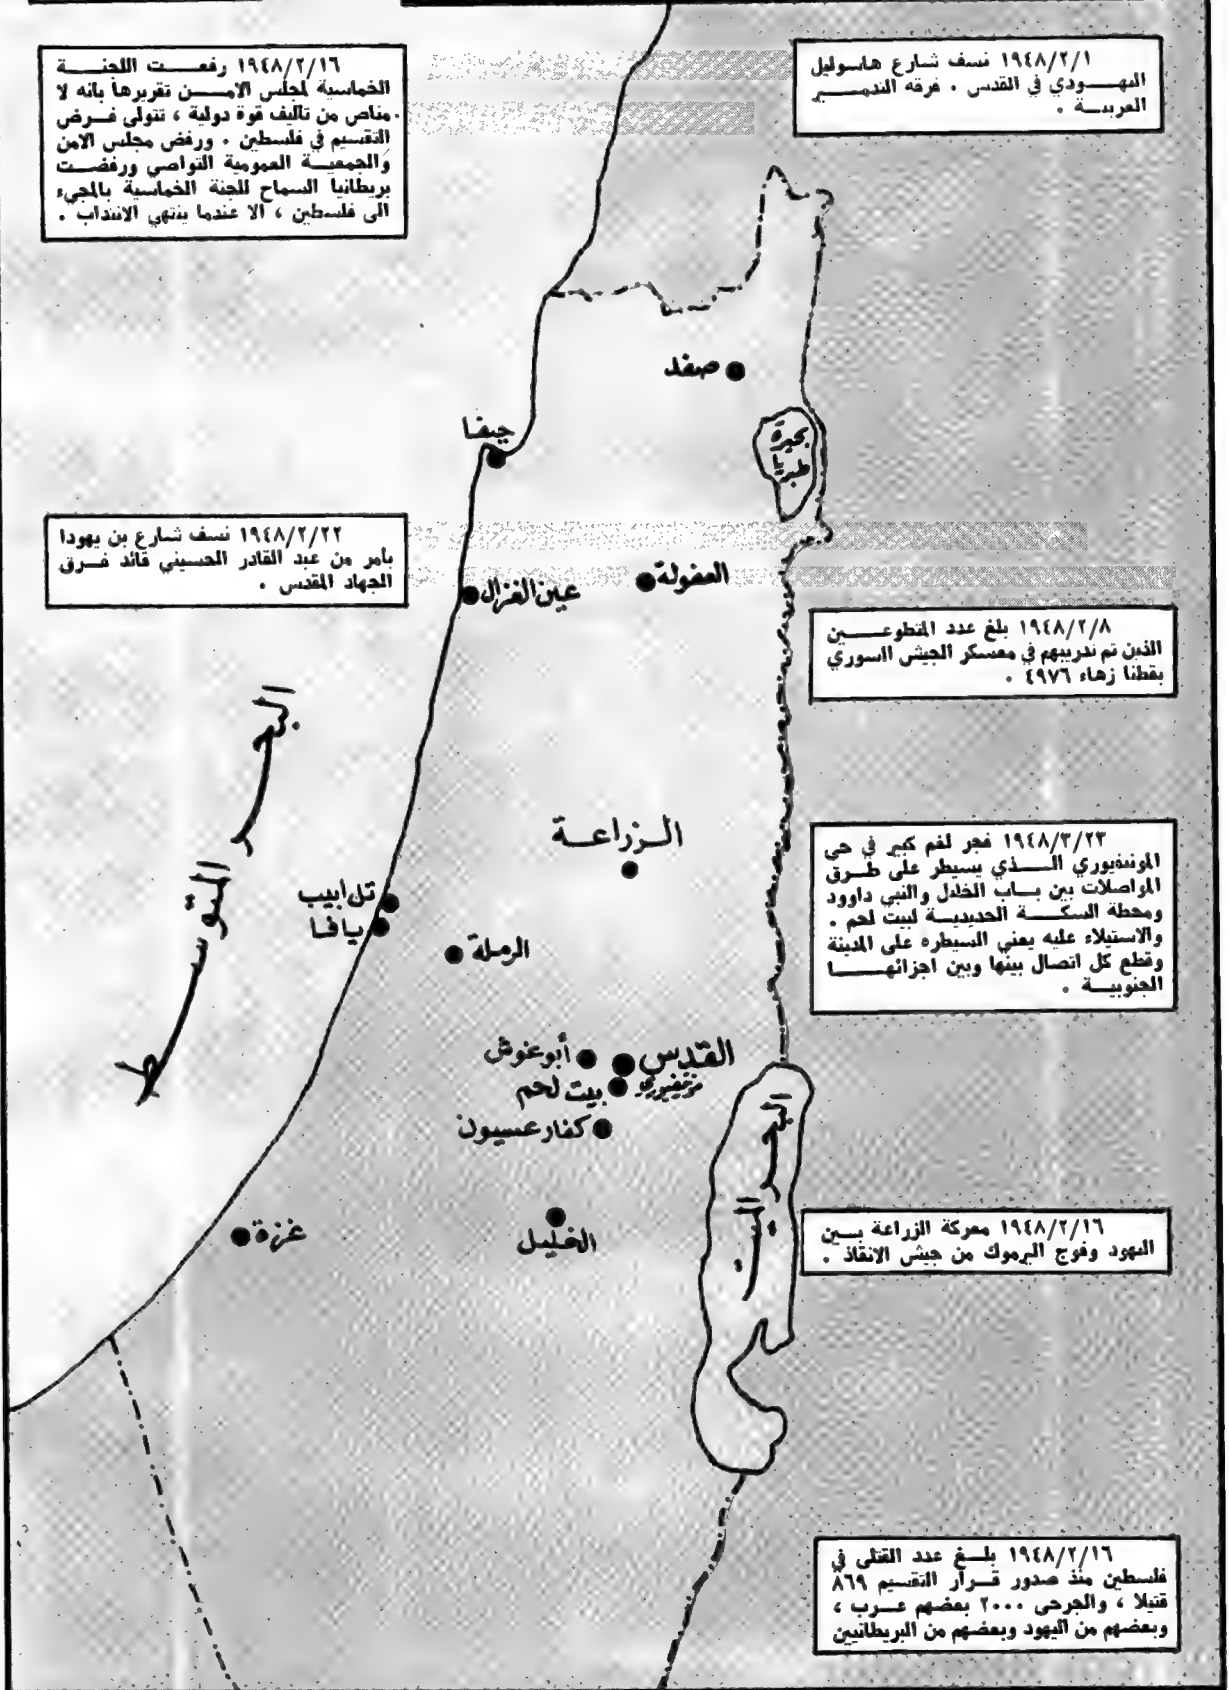 ١٩٤٨/٢/١ نسف شارع هاسوليل
اليهودي في القدس . فرقة التدمير
العربية .
١٩٤٨/٢/١٦ رفعت اللجنة
الخماسية لمجلس الامن تقريرها بانه لا
مناص من تأليف قوة دولية ، تتولى فرض
التقسيم في فلسطين . ورفض مجلس الامن
والجمعية العمومية التواصي ورفضت
بريطانيا السماح للجنة الخماسية بالمجيء
الى فلسطين ، الا عندما ينتهي الانتداب .
صفد
حيفا
بحيرة
طبريا
١٩٤٨/٢/٢٢ نسف شارع بن يهودا
بأمر من عبد القادر الحسيني قائد فرق
الجهاد المقدس .
العفولة
عين الغزال
١٩٤٨/٢/٨ بلغ عدد المتطوعين
الذين تم تدريبهم في معسكر الجيش السوري
بقطنا زهاء ٤٩٧٦ .
البحر المتوسط
الزراعة
١٩٤٨/٣/٢٣ فجر لغم كبير في حي
المونتفيوري الذي يسيطر على طرق
المواصلات بين باب الخليل والنبي داوود
ومحطة السكة الحديدية لبيت لحم .
والاستيلاء عليه يعني السيطره على المدينة
وقطع كل اتصال بينها وبين اجزائها
الجنوبية .
تل ابيب
يافا
الرملة
القدس
أبو غوش
مونتفيوري
بيت لحم
كفار عسيون
البحر الميت
الخليل
غزة
١٩٤٨/٢/١٦ معركة الزراعة بين
اليهود وفوج اليرموك من جيش الانقاذ .
١٩٤٨/٢/١٦ بلغ عدد القتلى في
فلسطين منذ صدور قرار التقسيم ٨٦٩
قتيلا ، والجرحى ٢٠٠٠ بعضهم عرب ،
وبعضهم من اليهود وبعضهم من البريطانيين